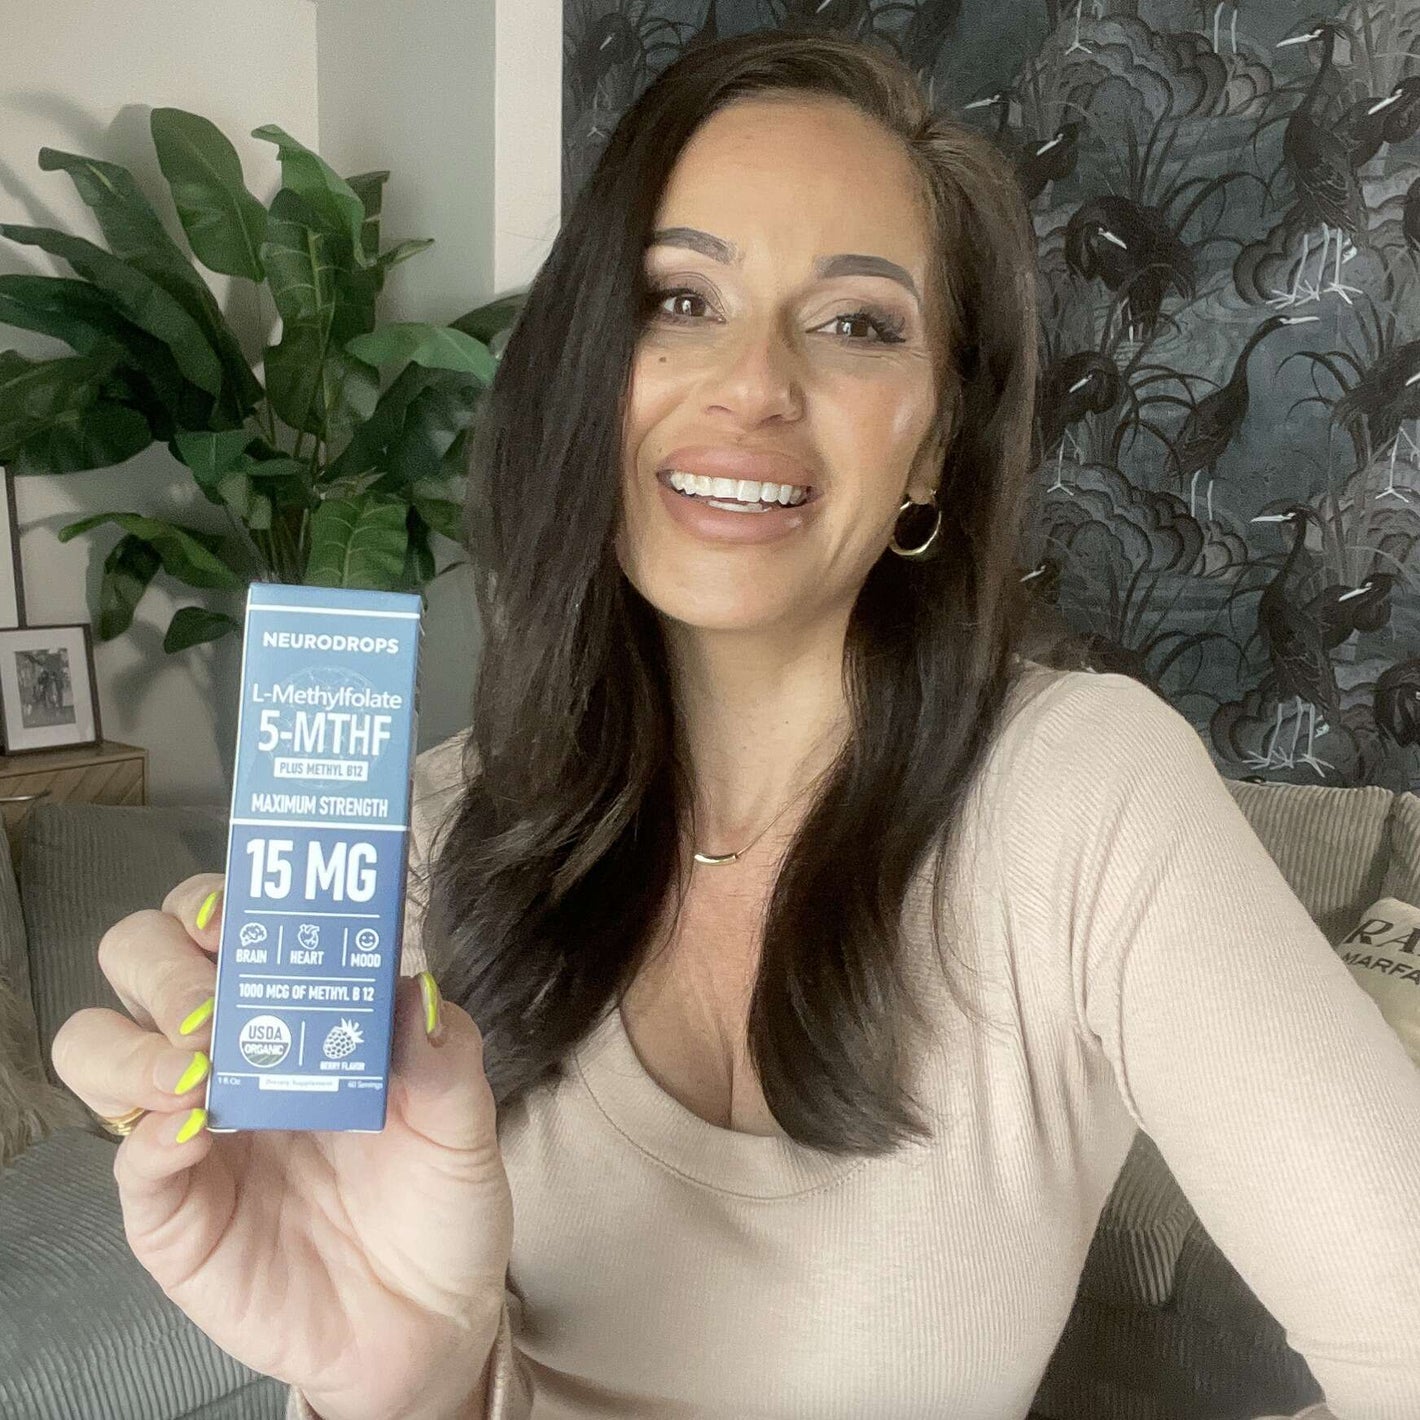 NEURODROPS
L-Methylfolate
5-MTHF
PLUS METHYL B12
MAXIMUM STRENGTH
15 MG
BRAIN HEART MOOD
1000 MCG OF METHYL B 12
USDA
ORGANIC
BERRY FLAVOR
1 fl Oz Dietary Supplement 60 Servings